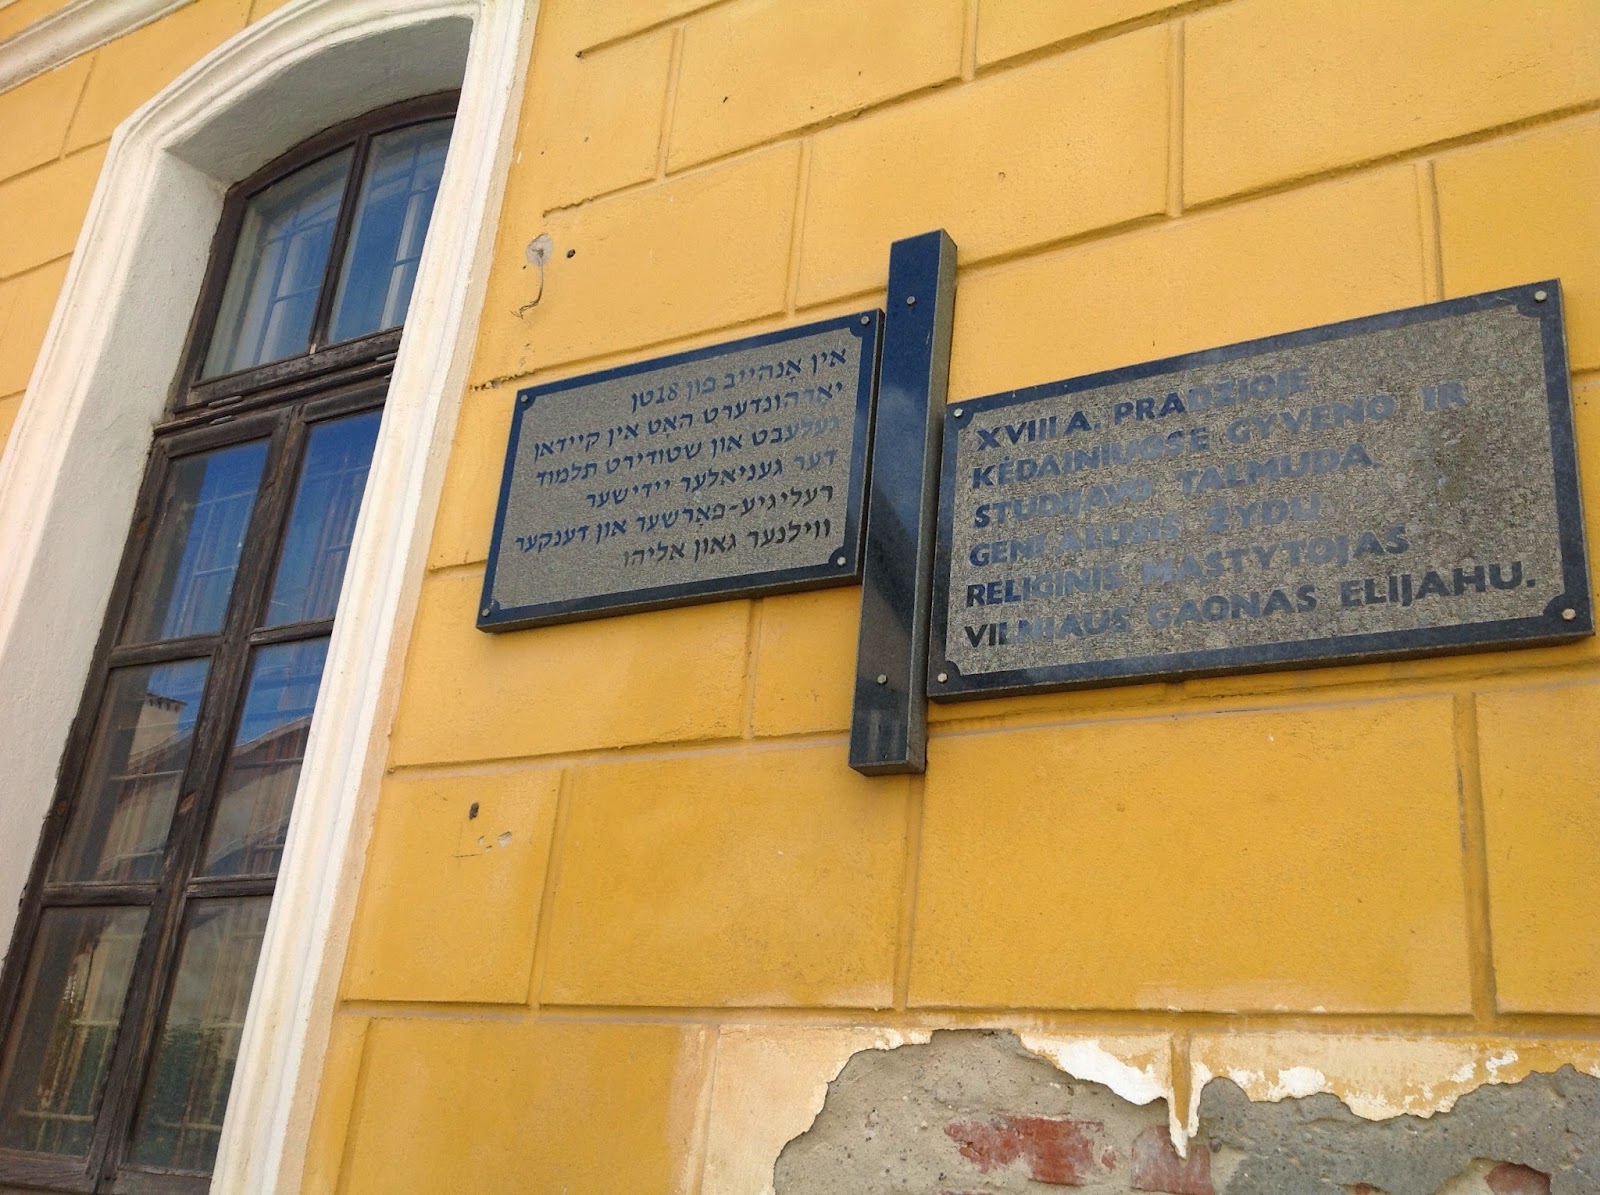 אין אָנהייב פון 18טן
יאַרהונדערט האָט אין קיידאַן
געלעבט און שטודירט תלמוד
דער געניאַלער יידישער
רעליגיע-פאָרשער און דענקער
ווילנער גאון אליהו
XVIII A. PRADŽIOJE
KĖDAINIUOSE GYVENO IR
STUDIJAVO TALMUDĄ
GENIALUSIS ŽYDŲ
RELIGINIS MĄSTYTOJAS
VILNIAUS GAONAS ELIJAHU.